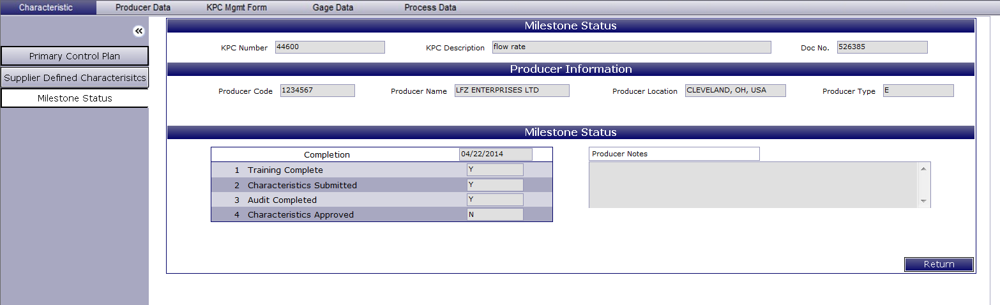 Characteristic Producer Data KPC Mgmt Form Gage Data Process Data
Primary Control Plan
Supplier Defined Characterisitcs
Milestone Status
Milestone Status
KPC Number 44600 KPC Description flow rate Doc No. 526385
Producer Information
Producer Code 1234567 Producer Name LFZ ENTERPRISES LTD Producer Location CLEVELAND, OH, USA Producer Type E
Milestone Status
Completion 04/22/2014
1 Training Complete Y
2 Characteristics Submitted Y
3 Audit Completed Y
4 Characteristics Approved N
Producer Notes
Return